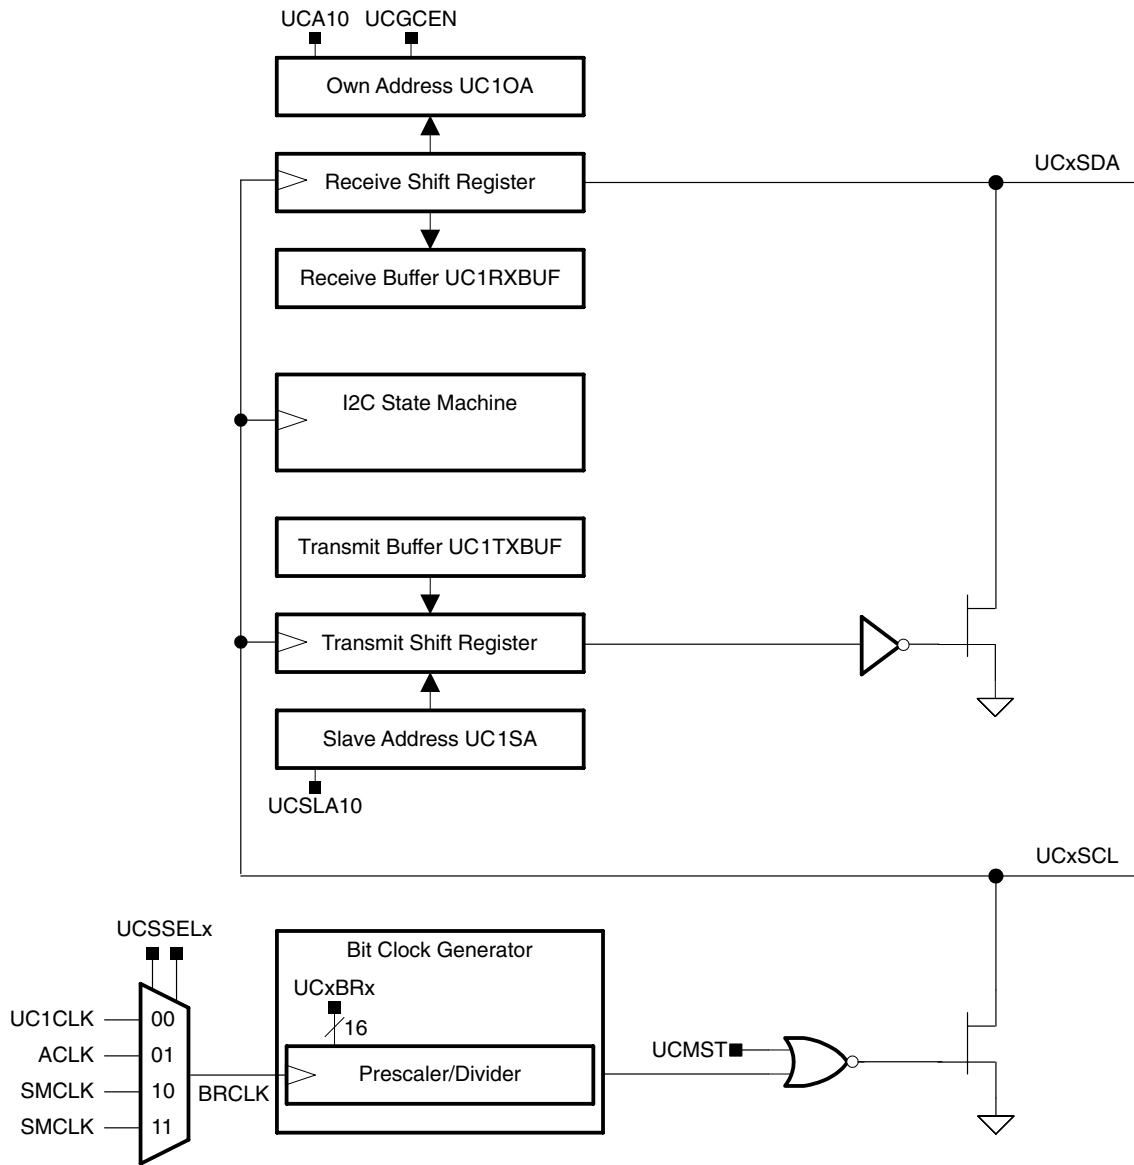 UCA10 UCGCEN
Own Address UC1OA
Receive Shift Register
UCxSDA
Receive Buffer UC1RXBUF
I2C State Machine
Transmit Buffer UC1TXBUF
Transmit Shift Register
Slave Address UC1SA
UCSLA10
UCxSCL
UCSSELx
Bit Clock Generator
UCxBRx
16
UC1CLK 00
ACLK 01
SMCLK 10
SMCLK 11
BRCLK
Prescaler/Divider
UCMST